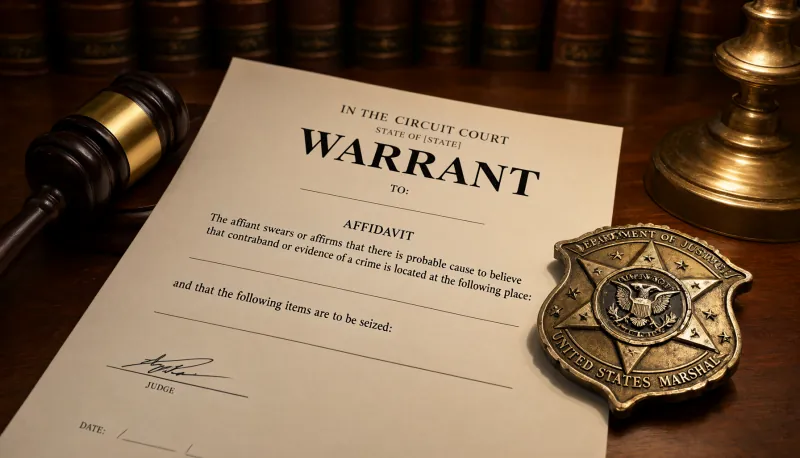 IN THE CIRCUIT COURT
STATE OF [STATE]
WARRANT
TO:
AFFIDAVIT
The affiant swears or affirms that there is probable cause to believe
that contraband or evidence of a crime is located at the following place:
and that the following items are to be seized:
JUDGE
DATE:
DEPARTMENT OF JUSTICE
UNITED STATES MARSHAL